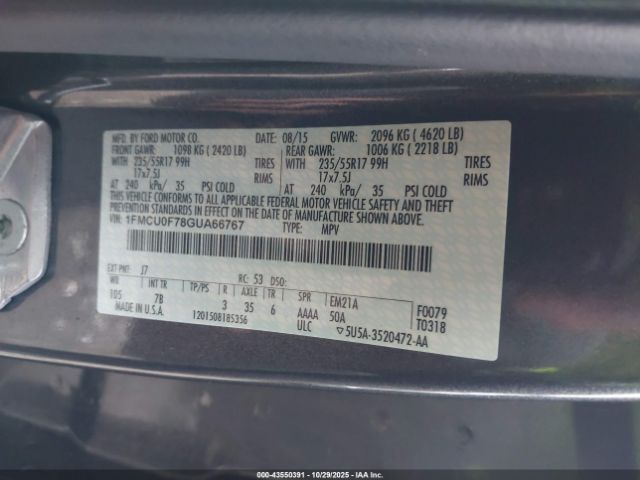 MFD. BY FORD MOTOR CO. DATE: 08/15 GVWR: 2096 KG ( 4620 LB)
FRONT GAWR: 1098 KG ( 2420 LB) REAR GAWR: 1006 KG ( 2218 LB)
WITH 235/55R17 99H TIRES WITH 235/55R17 99H TIRES
17x7.5J RIMS 17x7.5J RIMS
AT 240 kPa/ 35 PSI COLD AT 240 kPa/ 35 PSI COLD
THIS VEHICLE CONFORMS TO ALL APPLICABLE FEDERAL MOTOR VEHICLE SAFETY AND THEFT
PREVENTION STANDARDS IN EFFECT ON THE DATE OF MANUFACTURE SHOWN ABOVE.
1FMCU0F78GUA66767 TYPE: MPV
EXT PNT: J7 RC: 53 DSO:
INT TR TP/PS R AXLE TR SPR EM21A F0079
105 7B 3 35 6 AAAA 50A T0318
MADE IN U.S.A. 1201508185356 ULC ▽5U5A-3520472-AA
000-43550391 - 10/29/2025 - IAAI.com